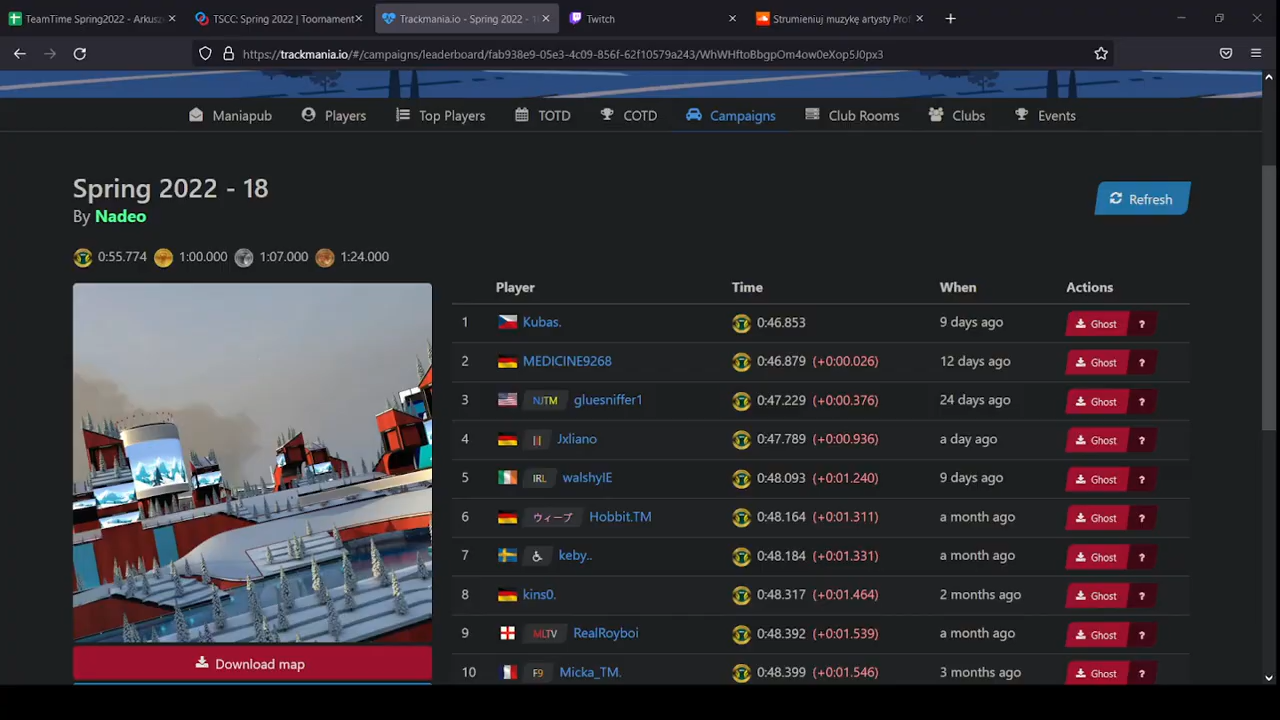 TeamTime Spring2022 - Arkusz
TSCC: Spring 2022 | Toornament
Trackmania.io - Spring 2022 - 1
Twitch
Strumieniuj muzykę artysty Prof
https://trackmania.io/#/campaigns/leaderboard/fab938e9-05e3-4c09-856f-62f10579a243/WhWHftoBbgpOm4ow0eXop5J0px3
Maniapub Players Top Players TOTD COTD Campaigns Club Rooms Clubs Events
Spring 2022 - 18
Refresh
By Nadeo
0:55.774 1:00.000 1:07.000 1:24.000
Player Time When Actions
1 Kubas. 0:46.853 9 days ago Ghost ?
2 MEDICINE9268 0:46.879 (+0:00.026) 12 days ago Ghost ?
3 NJTM gluesniffer1 0:47.229 (+0:00.376) 24 days ago Ghost ?
4 || Jxliano 0:47.789 (+0:00.936) a day ago Ghost ?
5 IRL walshylE 0:48.093 (+0:01.240) 9 days ago Ghost ?
6 ウィーブ Hobbit.TM 0:48.164 (+0:01.311) a month ago Ghost ?
7 keby.. 0:48.184 (+0:01.331) a month ago Ghost ?
8 kins0. 0:48.317 (+0:01.464) 2 months ago Ghost ?
9 MLTV RealRoyboi 0:48.392 (+0:01.539) a month ago Ghost ?
10 F9 Micka_TM. 0:48.399 (+0:01.546) 3 months ago Ghost ?
Download map